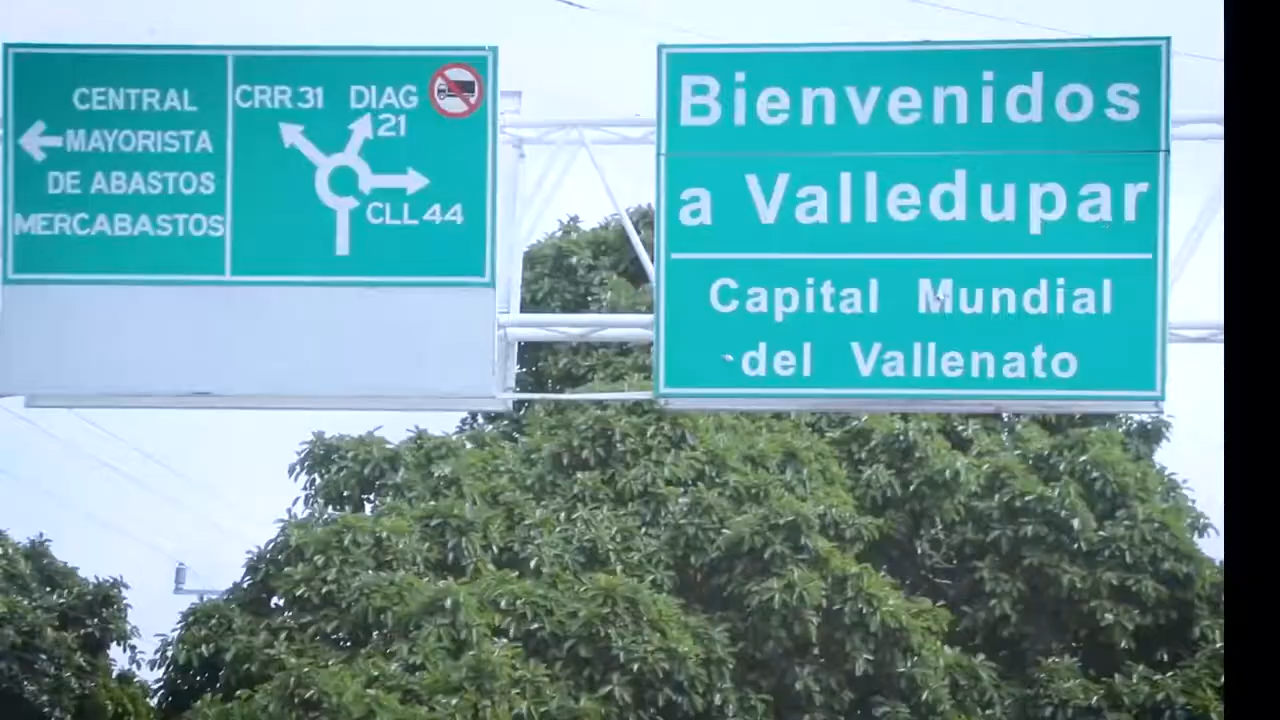 CENTRAL
MAYORISTA
DE ABASTOS
MERCABASTOS
CRR 31
DIAG
21
CLL 44
Bienvenidos
a Valledupar
Capital Mundial
del Vallenato